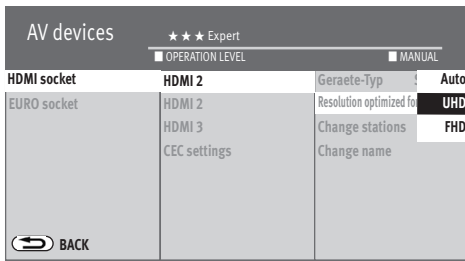 AV devices
★★★ Expert
OPERATION LEVEL
MANUAL
HDMI socket
EURO socket
HDMI 2
HDMI 2
HDMI 3
CEC settings
Geraete-Typ
Resolution optimized for
Change stations
Change name
Auto
UHD
FHD
BACK